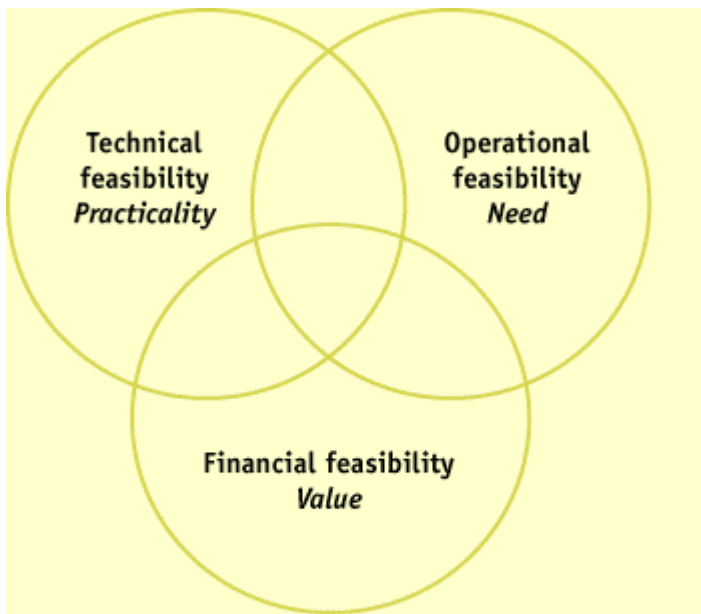 Technical
feasibility
Practicality
Operational
feasibility
Need
Financial feasibility
Value